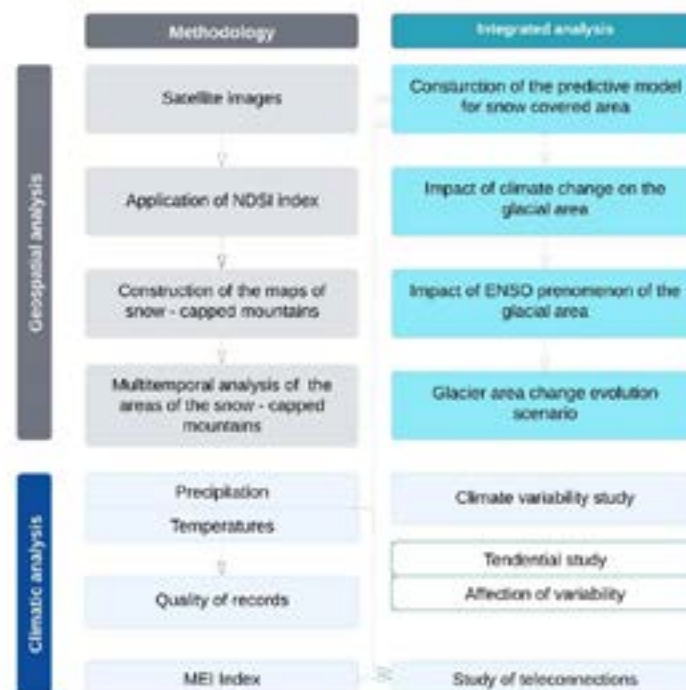 Methodology
Integrated analysis
Geospatial analysis
Satellite images
Application of NDSI index
Construction of the maps of
snow - capped mountains
Multitemporal analysis of the
areas of the snow - capped
mountains
Consturction of the predictive model
for snow covered area
Impact of climate change on the
glacial area
Impact of ENSO prenomenon of the
glacial area
Glacier area change evolution
scenario
Climatic analysis
Precipitation
Temperatures
Quality of records
MEI Index
Climate variability study
Tendential study
Affection of variability
Study of teleconnections